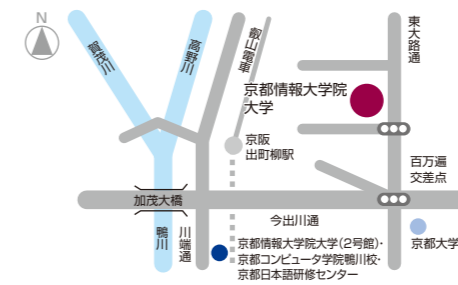 N
賀茂川
高野川
叡山電車
東大路通
京都情報大学院
大学
京阪
出町柳駅
百万遍
交差点
加茂大橋
今出川通
鴨川
川端通
京都大学
京都情報大学院大学(2号館)・
京都コンピュータ学院鴨川校・
京都日本語研修センター